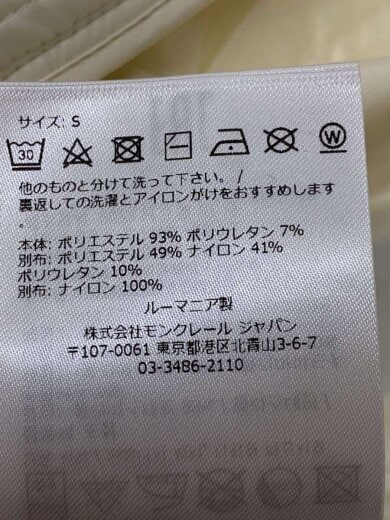 サイズ: S
30
W
他のものと分けて洗って下さい。/
裏返しての洗濯とアイロンがけをおすすめします
。
本体: ポリエステル 93% ポリウレタン 7%
別布: ポリエステル 49% ナイロン 41%
ポリウレタン 10%
別布: ナイロン 100%
ルーマニア製
株式会社モンクレール ジャパン
〒107-0061 東京都港区北青山3-6-7
03-3486-2110